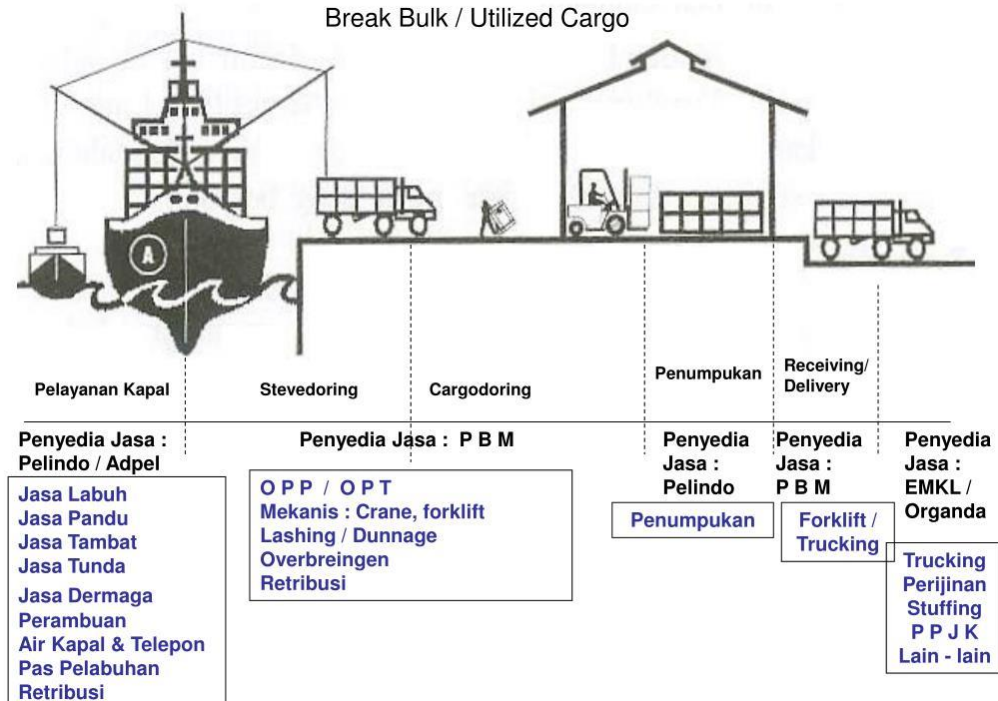 Break Bulk / Utilized Cargo
A
Pelayanan Kapal
Stevedoring
Cargodoring
Penumpukan
Receiving/
Delivery
Penyedia Jasa :
Pelindo / Adpel
Jasa Labuh
Jasa Pandu
Jasa Tambat
Jasa Tunda
Jasa Dermaga
Perambuan
Air Kapal & Telepon
Pas Pelabuhan
Retribusi
Penyedia Jasa : P B M
O P P / O P T
Mekanis : Crane, forklift
Lashing / Dunnage
Overbreingen
Retribusi
Penyedia
Jasa :
Pelindo
Penumpukan
Penyedia
Jasa :
P B M
Forklift /
Trucking
Penyedia
Jasa :
EMKL /
Organda
Trucking
Perijinan
Stuffing
P P J K
Lain - lain